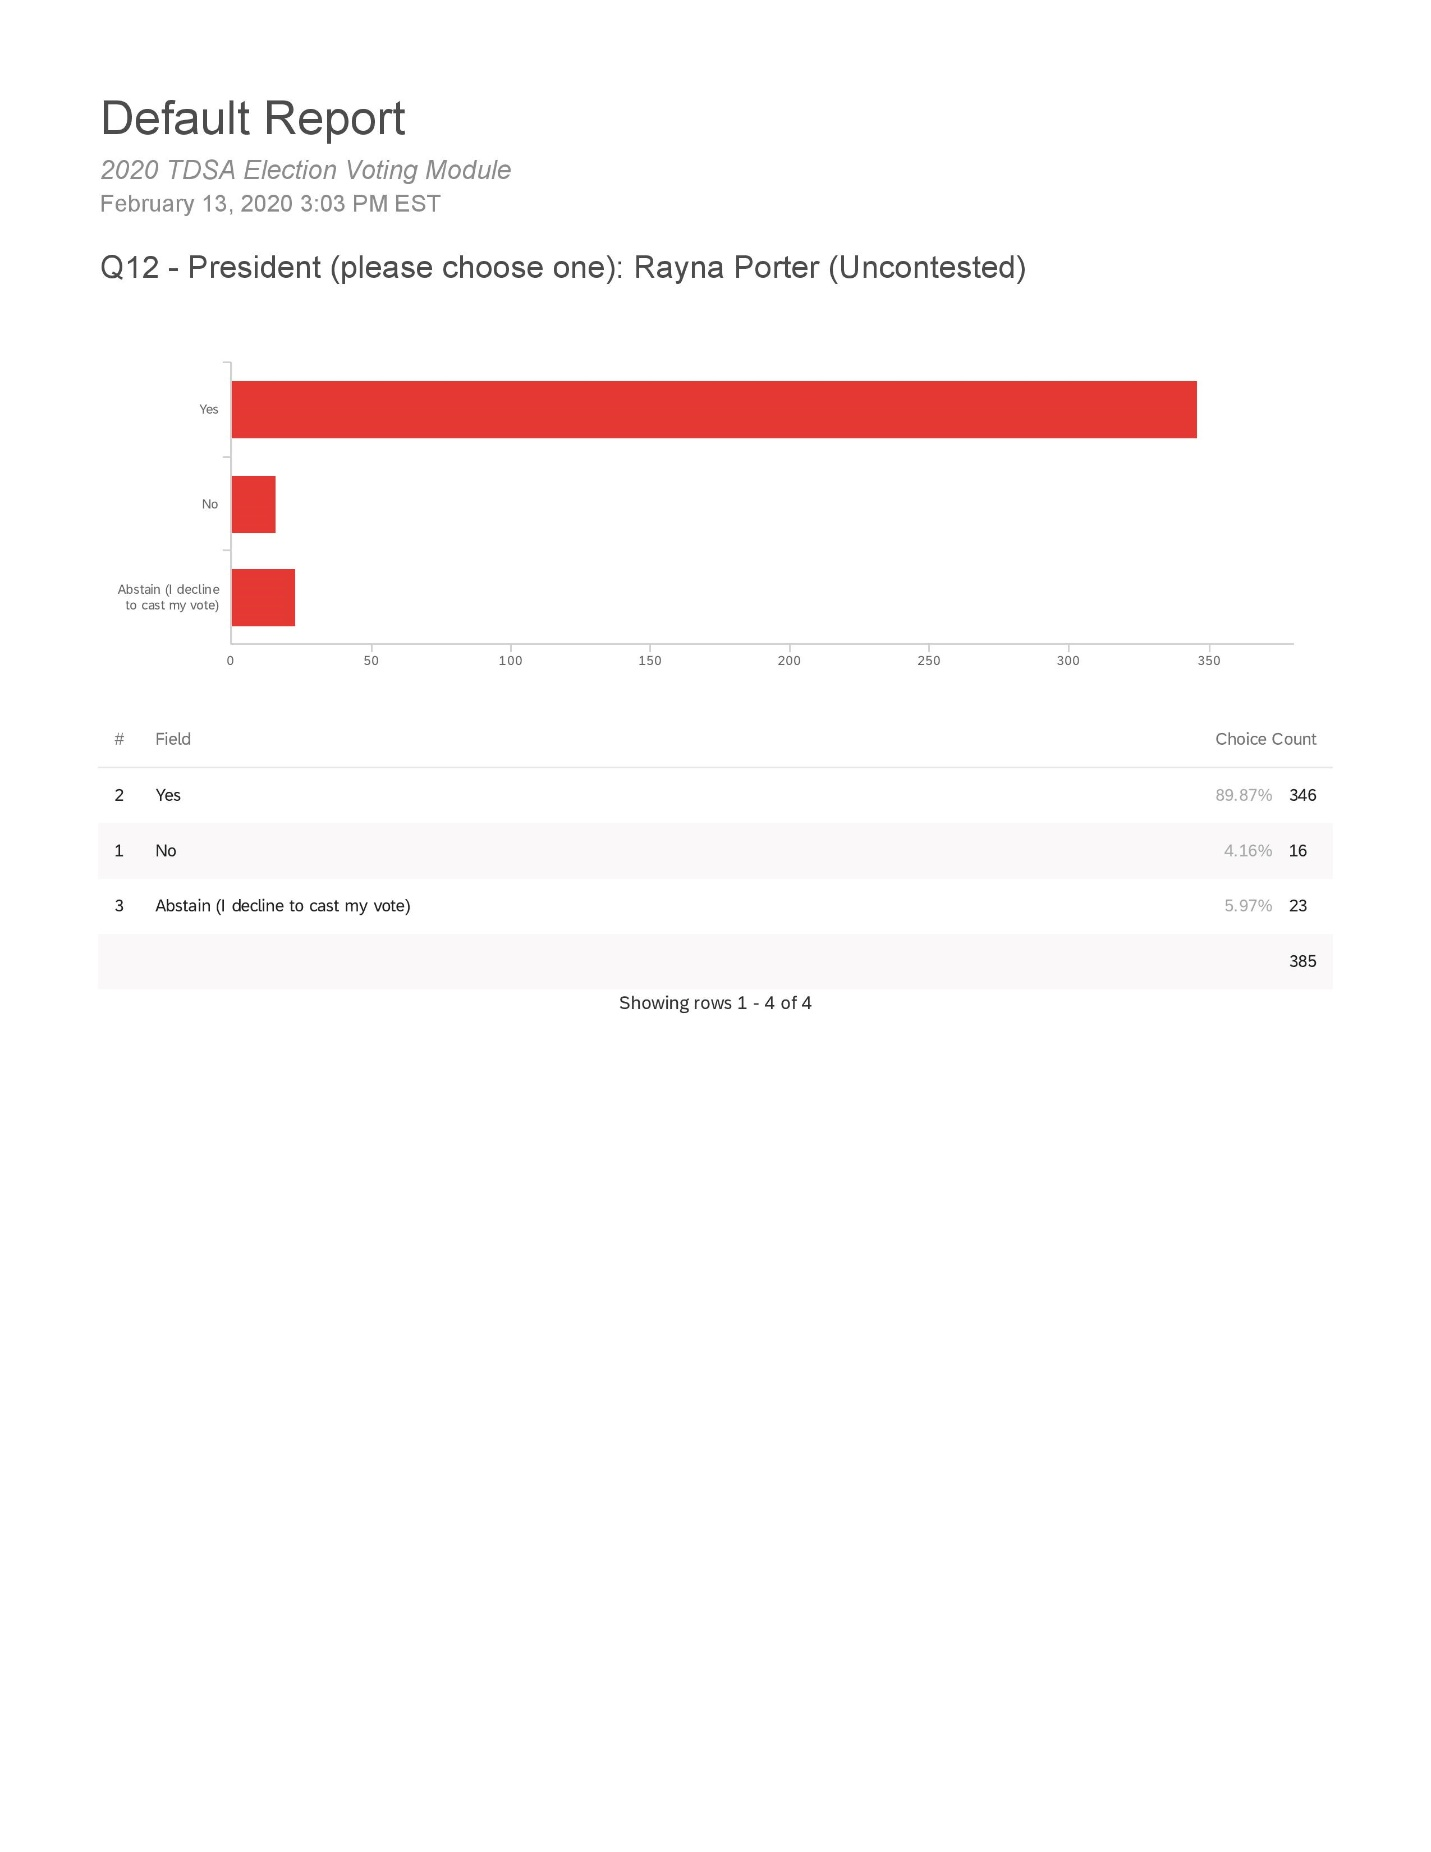 Default Report
2020 TDSA Election Voting Module
February 13, 2020 3:03 PM EST
Q12 - President (please choose one): Rayna Porter (Uncontested)
Yes
No
Abstain (I decline
to cast my vote)
0 50 100 150 200 250 300 350
# Field Choice Count
2 Yes 89.87% 346
1 No 4.16% 16
3 Abstain (I decline to cast my vote) 5.97% 23
385
Showing rows 1 - 4 of 4